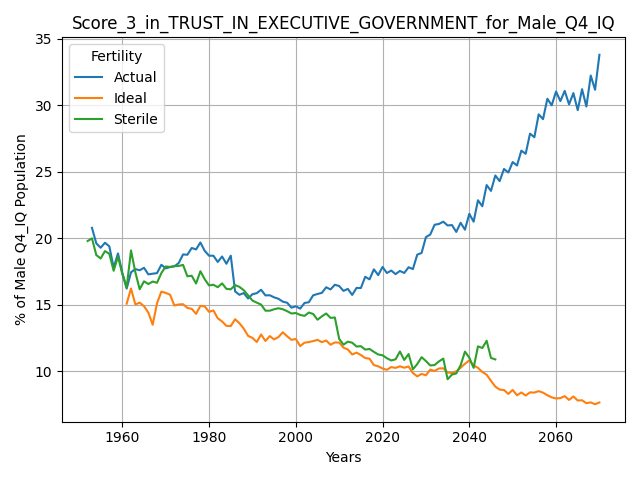 Score_3_in_TRUST_IN_EXECUTIVE_GOVERNMENT_for_Male_Q4_IQ
Fertility
Actual
Ideal
Sterile
% of Male Q4_IQ Population
35
30
25
20
15
10
1960 1980 2000 2020 2040 2060
Years